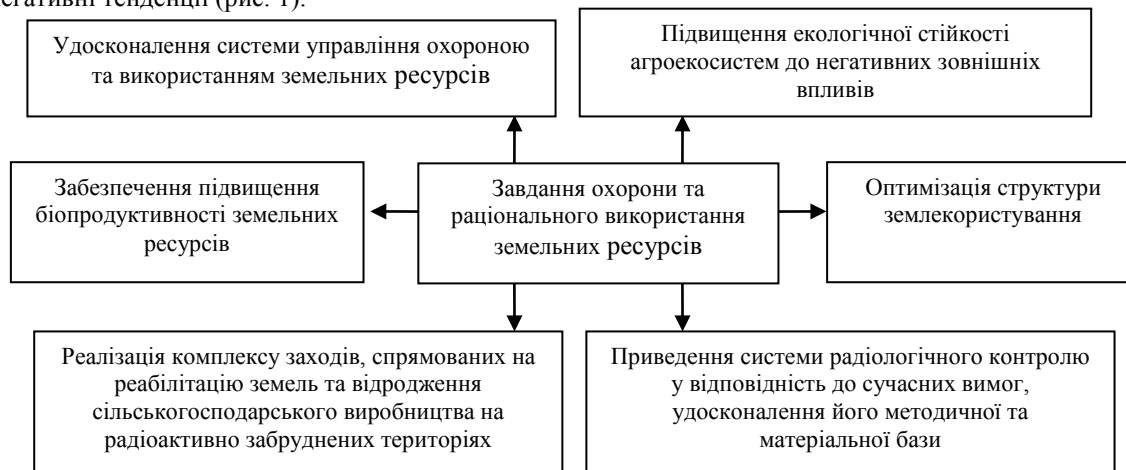 негативні тенденції (рис. 1).
Удосконалення системи управління охороною
та використанням земельних ресурсів
Підвищення екологічної стійкості
агроекосистем до негативних зовнішніх
впливів
Забезпечення підвищення
біопродуктивності земельних
ресурсів
Завдання охорони та
раціонального використання
земельних ресурсів
Оптимізація структури
землекористування
Реалізація комплексу заходів, спрямованих на
реабілітацію земель та відродження
сільськогосподарського виробництва на
радіоактивно забруднених територіях
Приведення системи радіологічного контролю
у відповідність до сучасних вимог,
удосконалення його методичної та
матеріальної бази